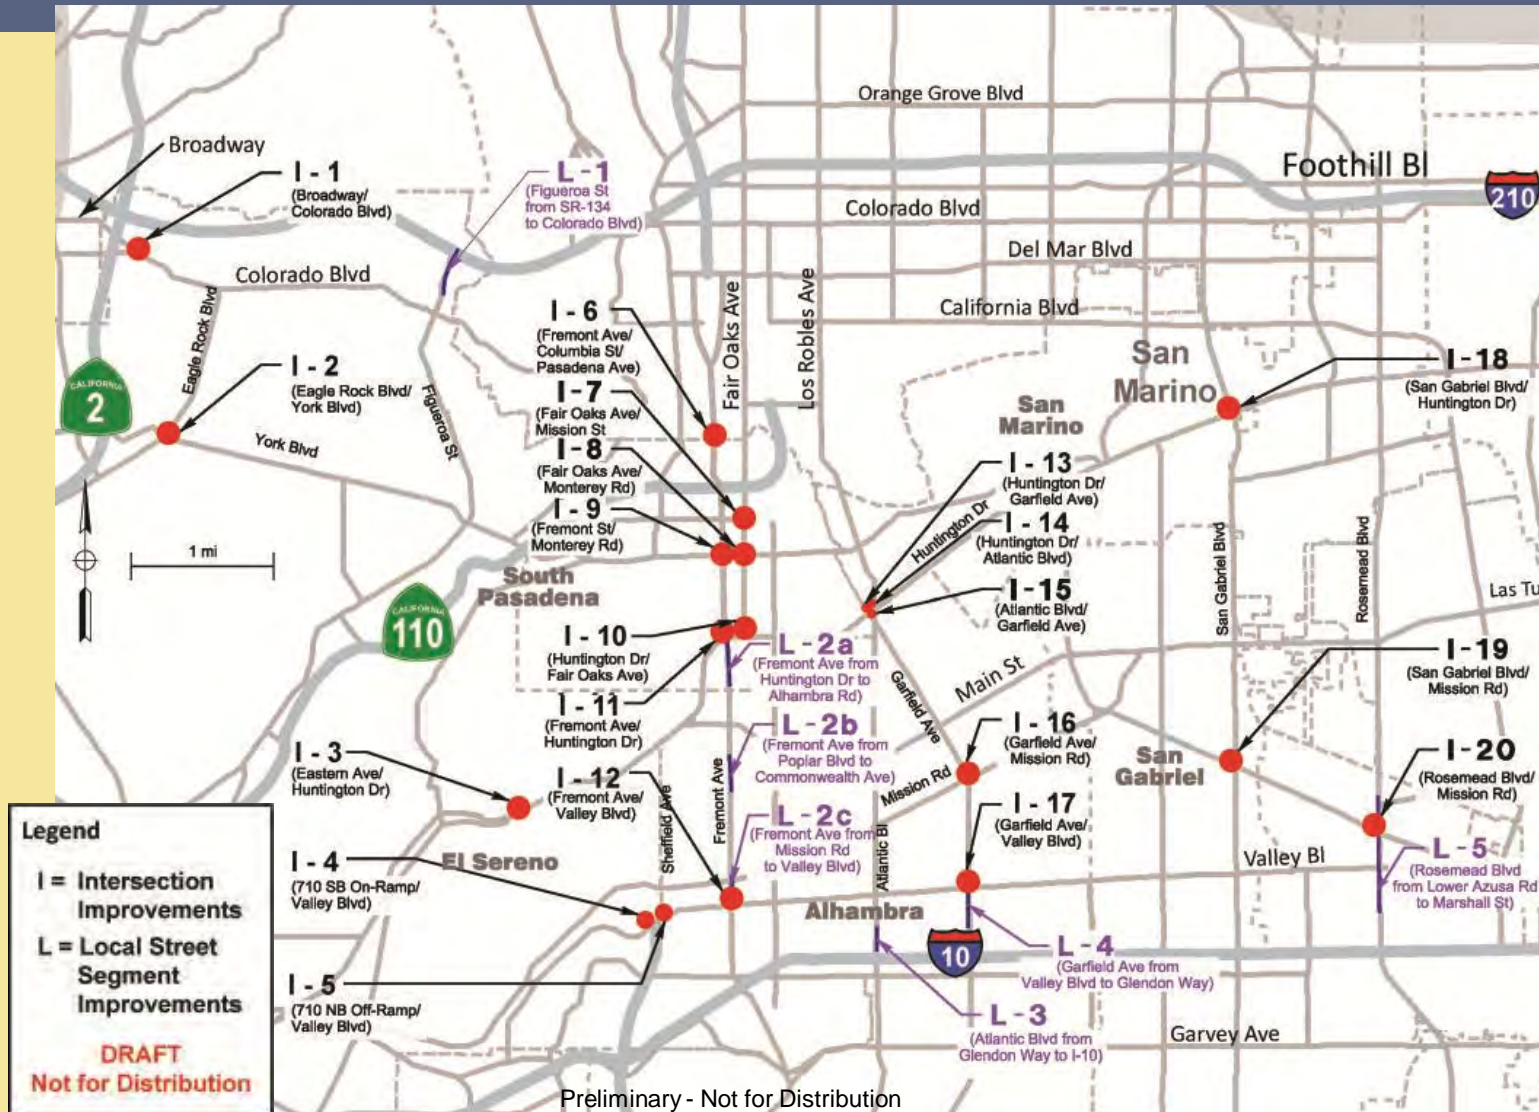 Orange Grove Blvd
Broadway
I - 1
(Broadway/
Colorado Blvd)
L - 1
(Figueroa St
from SR-134
to Colorado Blvd)
Foothill Bl
210
Colorado Blvd
Del Mar Blvd
Colorado Blvd
California Blvd
Eagle Rock Blvd
Fair Oaks Ave
Los Robles Ave
I - 6
(Fremont Ave/
Columbia St/
Pasadena Ave)
I - 7
(Fair Oaks Ave/
Mission St
I - 8
(Fair Oaks Ave/
Monterey Rd)
I - 9
(Fremont St/
Monterey Rd)
San
Marino
San
Marino
I - 18
(San Gabriel Blvd/
Huntington Dr)
I - 2
(Eagle Rock Blvd/
York Blvd)
CALIFORNIA
2
York Blvd
Figueroa St
I - 13
(Huntington Dr/
Garfield Ave)
Huntington Dr
I - 14
(Huntington Dr/
Atlantic Blvd)
I - 15
(Atlantic Blvd/
Garfield Ave)
1 mi
San Gabriel Blvd
Rosemead Blvd
Las Tu
South
Pasadena
CALIFORNIA
110
I - 10
(Huntington Dr/
Fair Oaks Ave)
I - 11
(Fremont Ave/
Huntington Dr)
L - 2a
(Fremont Ave from
Huntington Dr to
Alhambra Rd)
Garfield Ave
Main St
I - 19
(San Gabriel Blvd/
Mission Rd)
L - 2b
(Fremont Ave from
Poplar Blvd to
Commonwealth Ave)
I - 16
(Garfield Ave/
Mission Rd)
San
Gabriel
I - 20
(Rosemead Blvd/
Mission Rd)
I - 3
(Eastern Ave/
Huntington Dr)
I - 12
(Fremont Ave/
Valley Blvd)
Sheffield Ave
Fremont Ave
Mission Rd
L - 2c
(Fremont Ave from
Mission Rd
to Valley Blvd)
Atlantic Bl
I - 17
(Garfield Ave/
Valley Blvd)
Valley Bl
L - 5
(Rosemead Blvd
from Lower Azusa Rd
to Marshall St)
El Sereno
I - 4
(710 SB On-Ramp/
Valley Blvd)
Alhambra
10
L - 4
(Garfield Ave from
Valley Blvd to Glendon Way)
I - 5
(710 NB Off-Ramp/
Valley Blvd)
L - 3
(Atlantic Blvd from
Glendon Way to I-10)
Garvey Ave
Legend
I = Intersection
Improvements
L = Local Street
Segment
Improvements
DRAFT
Not for Distribution
Preliminary - Not for Distribution